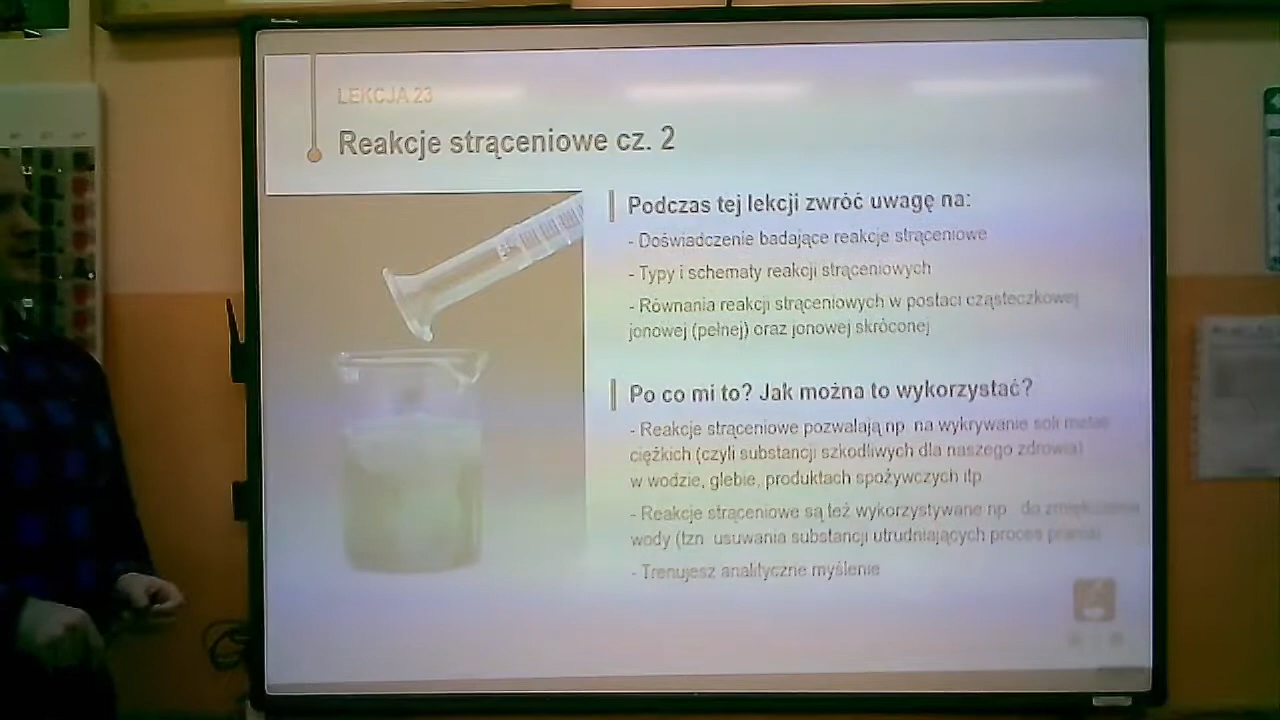 LEKCJA 23
Reakcje strąceniowe cz. 2
Podczas tej lekcji zwróć uwagę na:
- Doświadczenie badające reakcje strąceniowe
- Typy i schematy reakcji strąceniowych
- Równania reakcji strąceniowych w postaci cząsteczkowej
jonowej (pełnej) oraz jonowej skróconej
Po co mi to? Jak można to wykorzystać?
- Reakcje strąceniowe pozwalają np na wykrywanie soli metali
ciężkich (czyli substancji szkodliwych dla naszego zdrowia)
w wodzie, glebie, produktach spożywczych itp
- Reakcje strąceniowe są też wykorzystywane np do zmiękczania
wody (tzn usuwania substancji utrudniających proces prania)
- Trenujesz analityczne myślenie